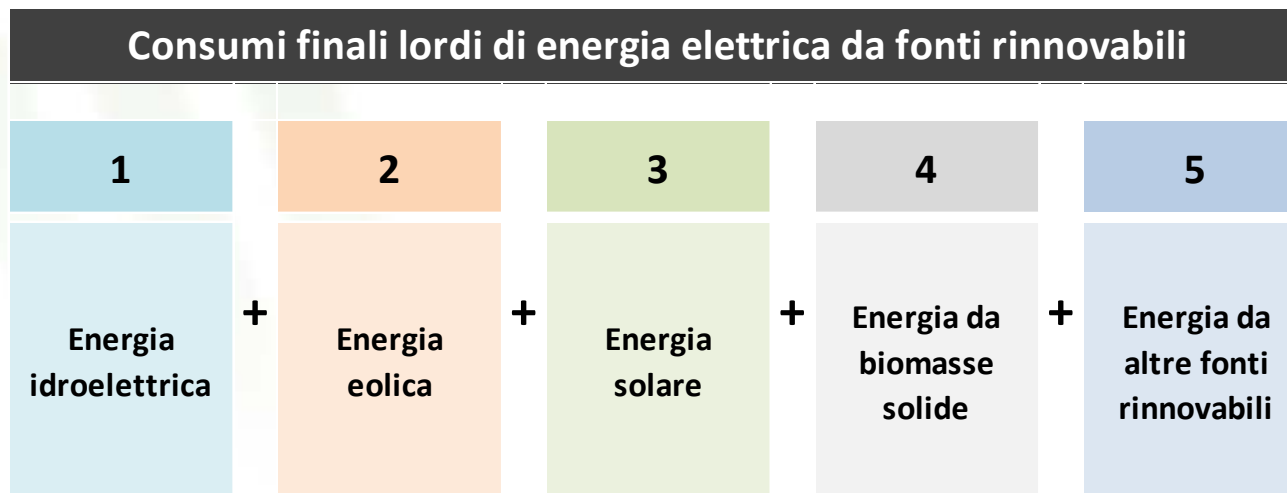 Consumi finali lordi di energia elettrica da fonti rinnovabili
1
2
3
4
5
Energia
idroelettrica
+
Energia
eolica
+
Energia
solare
+
Energia da
biomasse
solide
+
Energia da
altre fonti
rinnovabili